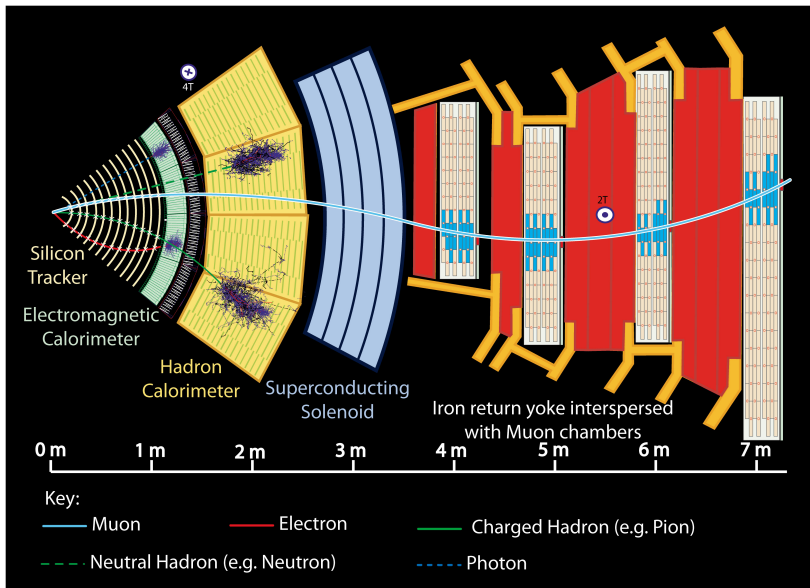 4T
2T
Silicon
Tracker
Electromagnetic
Calorimeter
Hadron
Calorimeter
Superconducting
Solenoid
Iron return yoke interspersed
with Muon chambers
0 m 1 m 2 m 3 m 4 m 5 m 6 m 7 m
Key:
Muon Electron Charged Hadron (e.g. Pion)
Neutral Hadron (e.g. Neutron) Photon